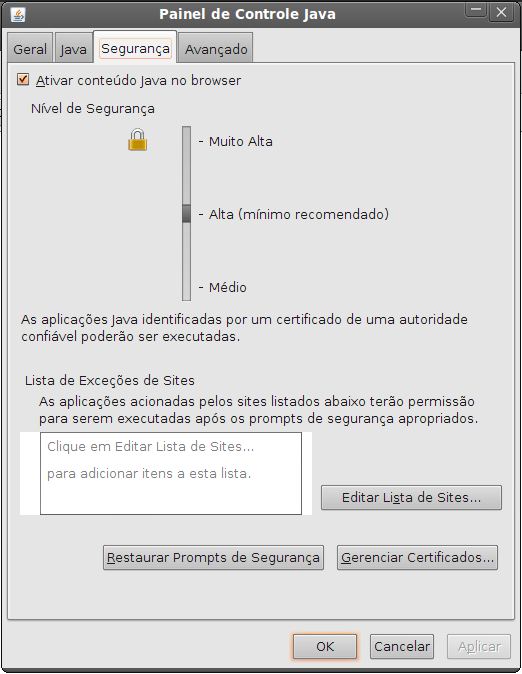 Painel de Controle Java
Geral Java Segurança Avançado
Ativar conteúdo Java no browser
Nível de Segurança
- Muito Alta
- Alta (mínimo recomendado)
- Médio
As aplicações Java identificadas por um certificado de uma autoridade
confiável poderão ser executadas.
Lista de Exceções de Sites
As aplicações acionadas pelos sites listados abaixo terão permissão
para serem executadas após os prompts de segurança apropriados.
Clique em Editar Lista de Sites...
para adicionar itens a esta lista.
Editar Lista de Sites...
Restaurar Prompts de Segurança Gerenciar Certificados...
OK Cancelar Aplicar